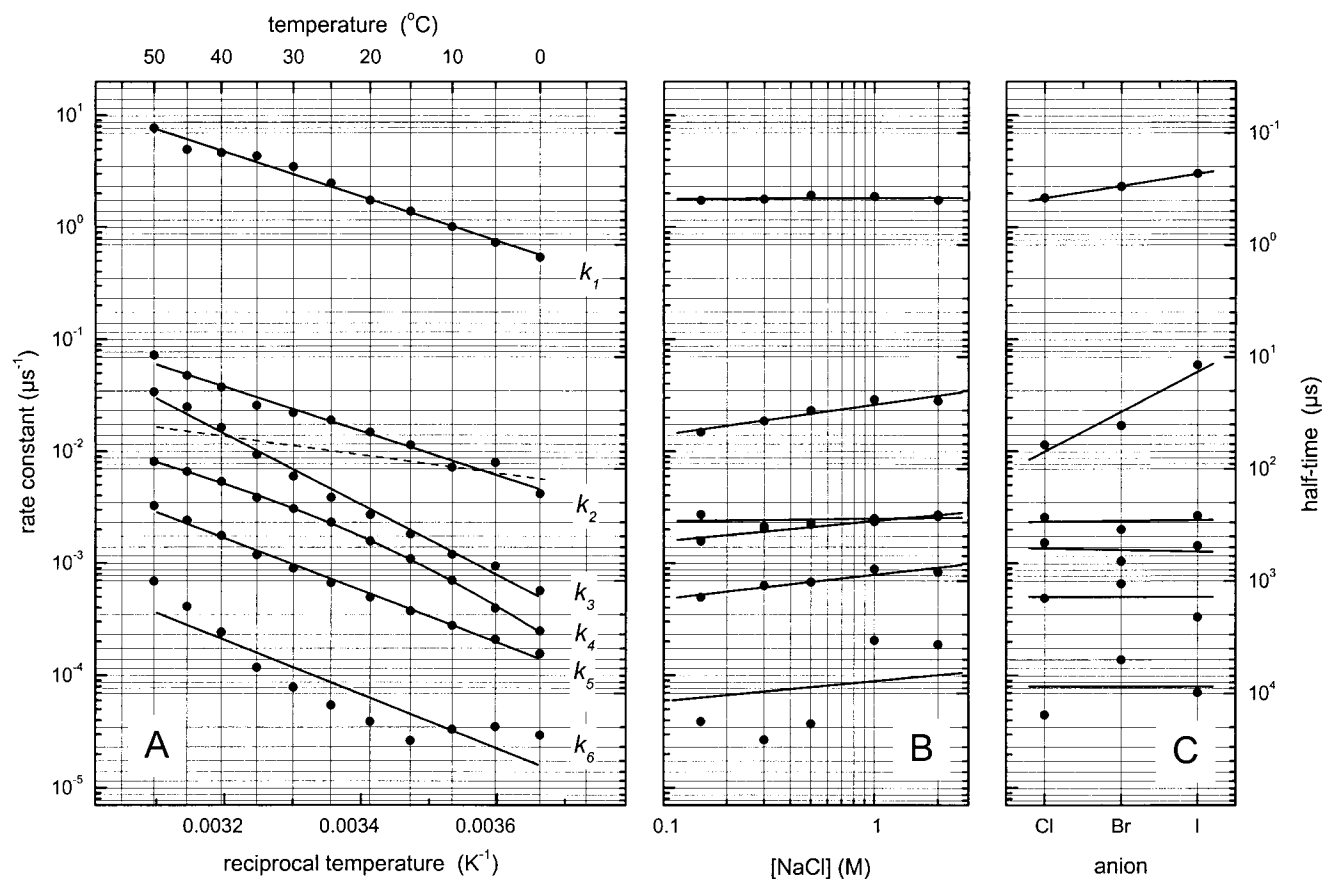 temperature (°C)
50 40 30 20 10 0
10¹
10⁰
10⁻¹
10⁻²
10⁻³
10⁻⁴
10⁻⁵
rate constant (µs⁻¹)
k₁
k₂
k₃
k₄
k₅
k₆
A
0.0032 0.0034 0.0036
reciprocal temperature (K⁻¹)
B
0.1 1
[NaCl] (M)
C
Cl Br I
anion
10⁻¹
10⁰
10¹
10²
10³
10⁴
half-time (µs)